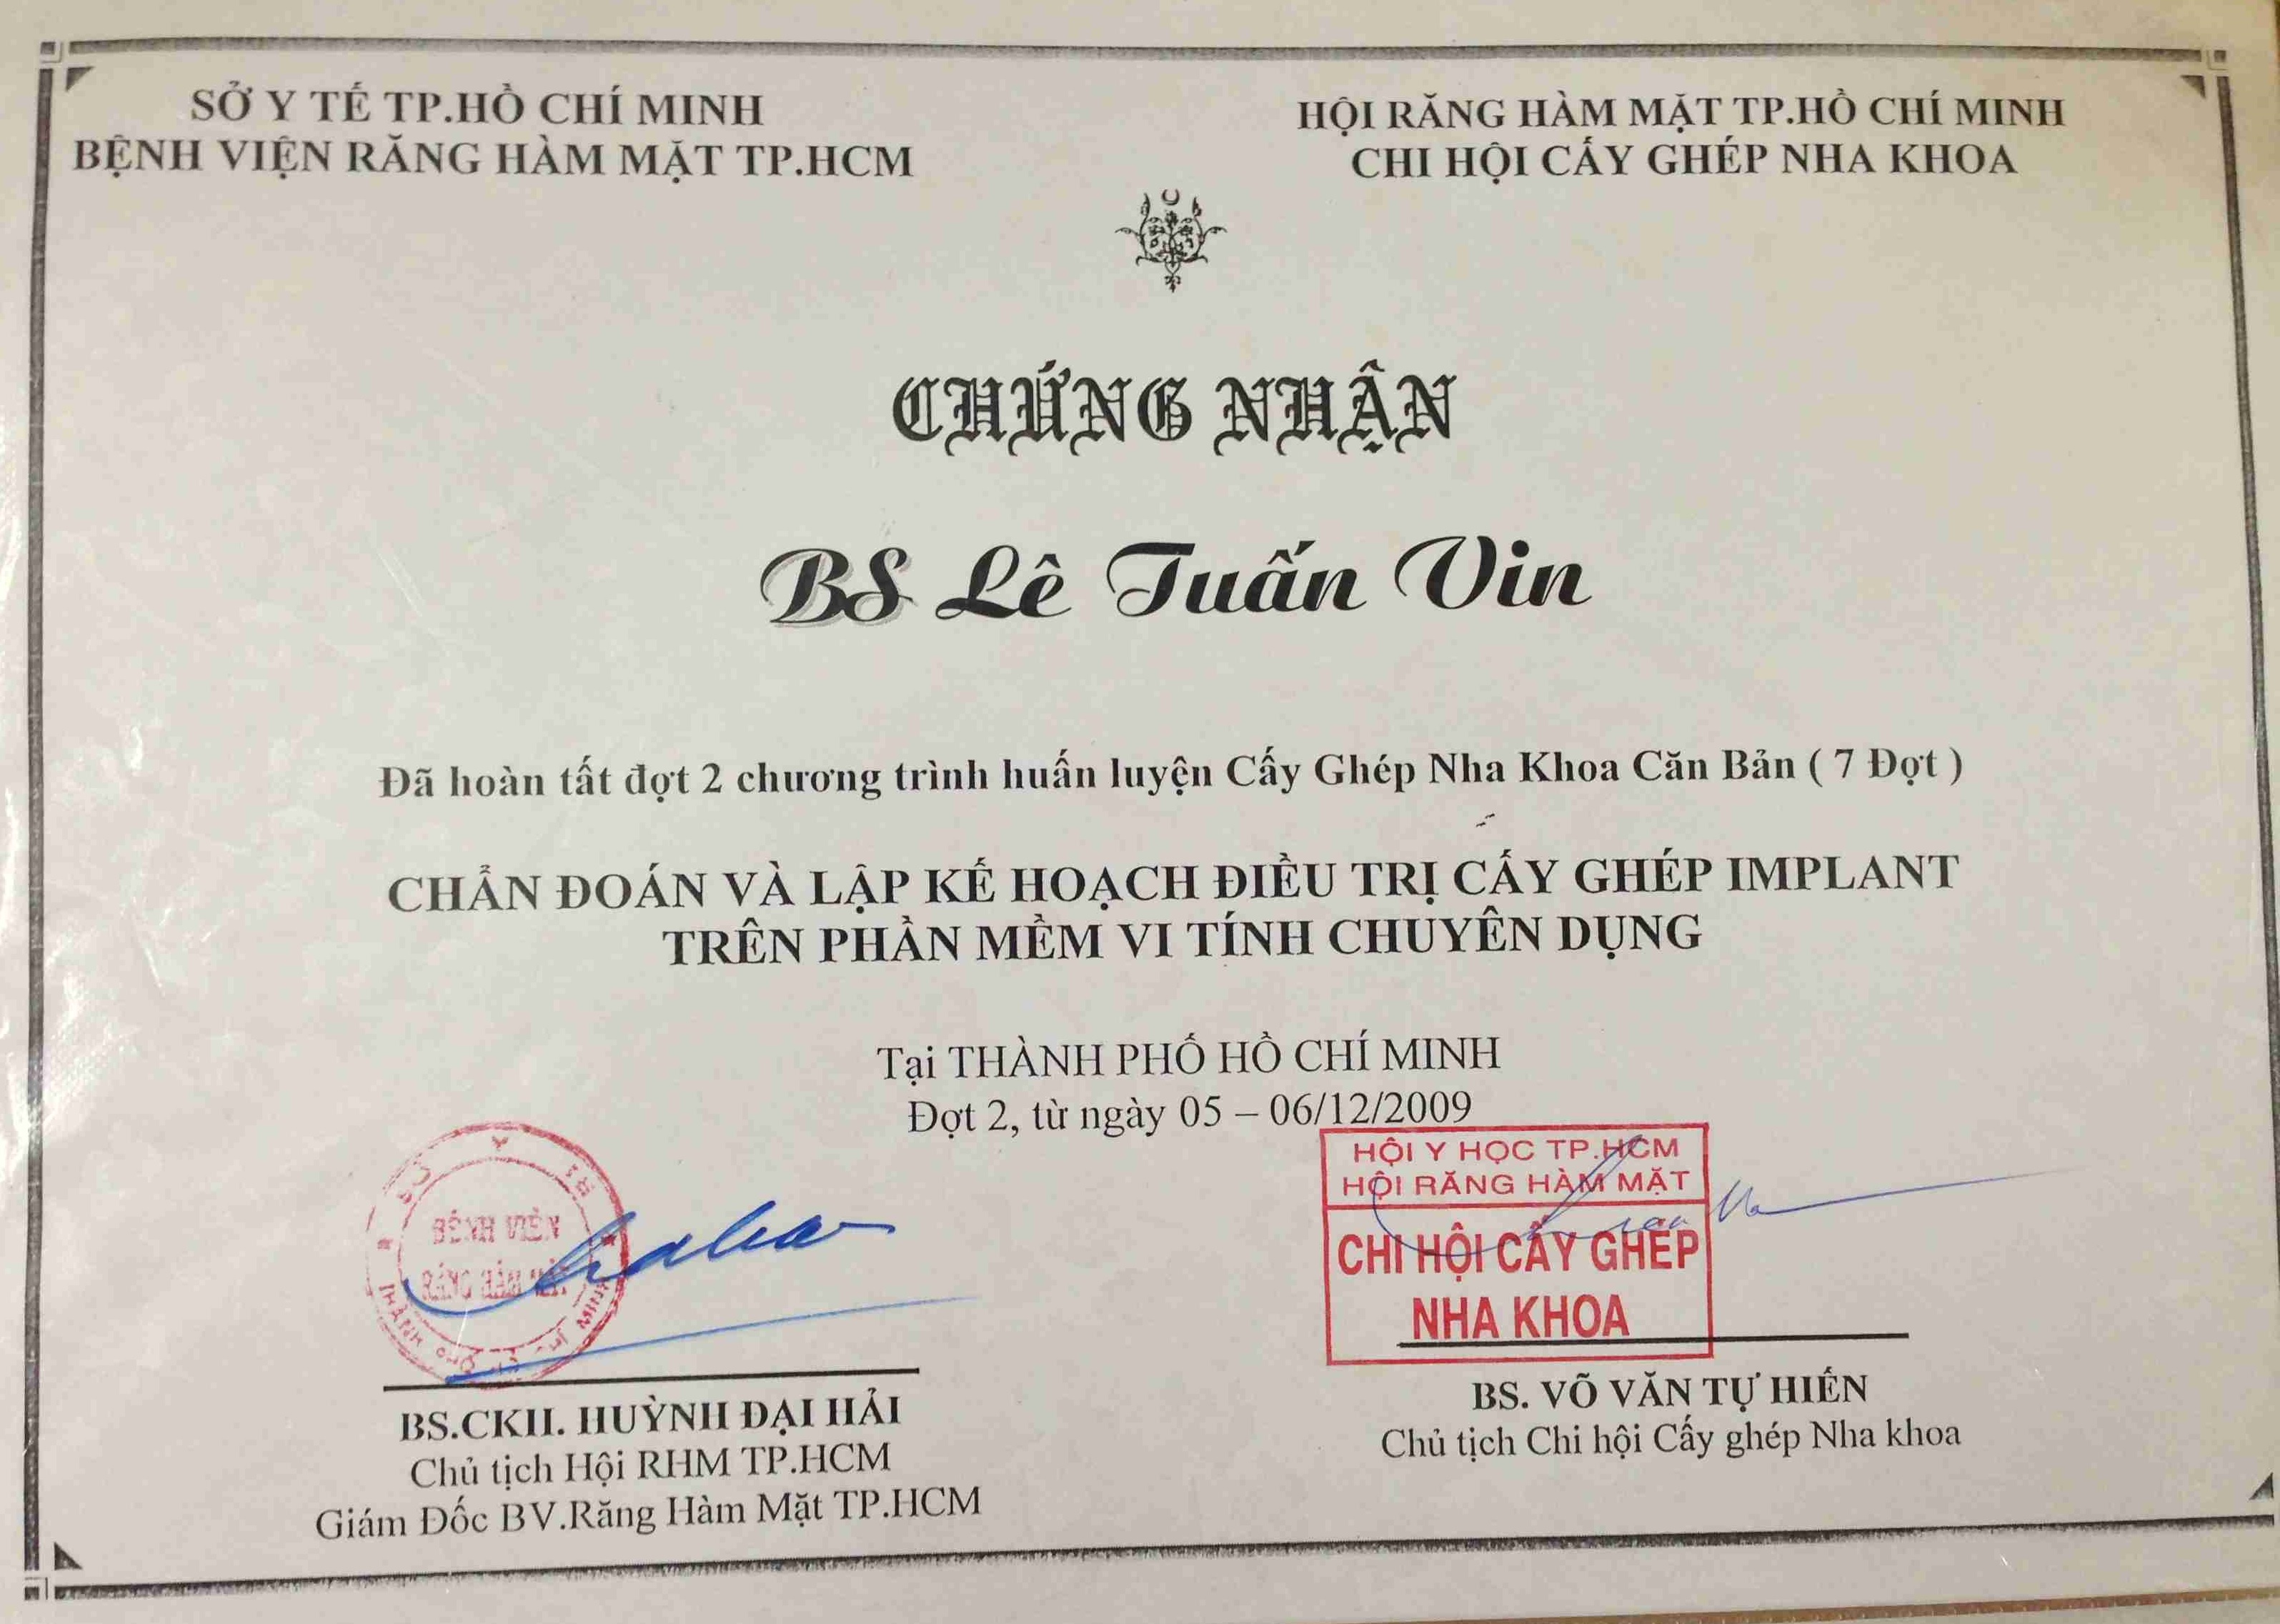 SỞ Y TẾ TP.HỒ CHÍ MINH
BỆNH VIỆN RĂNG HÀM MẶT TP.HCM
HỘI RĂNG HÀM MẶT TP.HỒ CHÍ MINH
CHI HỘI CẤY GHÉP NHA KHOA
CHỨNG NHẬN
BS Lê Tuấn Vin
Đã hoàn tất đợt 2 chương trình huấn luyện Cấy Ghép Nha Khoa Căn Bản ( 7 Đợt )
CHẨN ĐOÁN VÀ LẬP KẾ HOẠCH ĐIỀU TRỊ CẤY GHÉP IMPLANT
TRÊN PHẦN MỀM VI TÍNH CHUYÊN DỤNG
Tại THÀNH PHỐ HỒ CHÍ MINH
Đợt 2, từ ngày 05 – 06/12/2009
SỞ Y TẾ
BỆNH VIỆN
RĂNG HÀM MẶT
HỘI Y HỌC TP.HCM
HỘI RĂNG HÀM MẶT
CHI HỘI CẤY GHÉP
NHA KHOA
BS.CKII. HUỲNH ĐẠI HẢI
Chủ tịch Hội RHM TP.HCM
Giám Đốc BV.Răng Hàm Mặt TP.HCM
BS. VÕ VĂN TỰ HIẾN
Chủ tịch Chi hội Cấy ghép Nha khoa